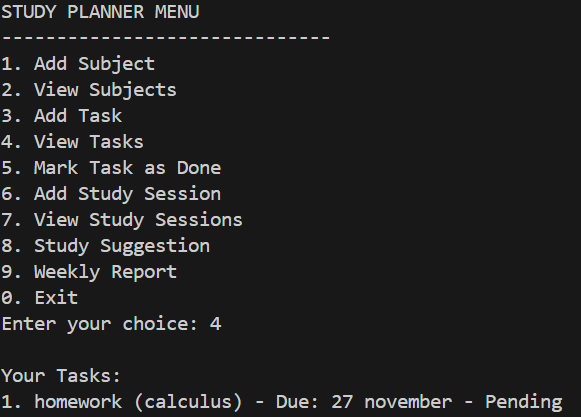 STUDY PLANNER MENU
------------------------------
1. Add Subject
2. View Subjects
3. Add Task
4. View Tasks
5. Mark Task as Done
6. Add Study Session
7. View Study Sessions
8. Study Suggestion
9. Weekly Report
0. Exit
Enter your choice: 4

Your Tasks:
1. homework (calculus) - Due: 27 november - Pending